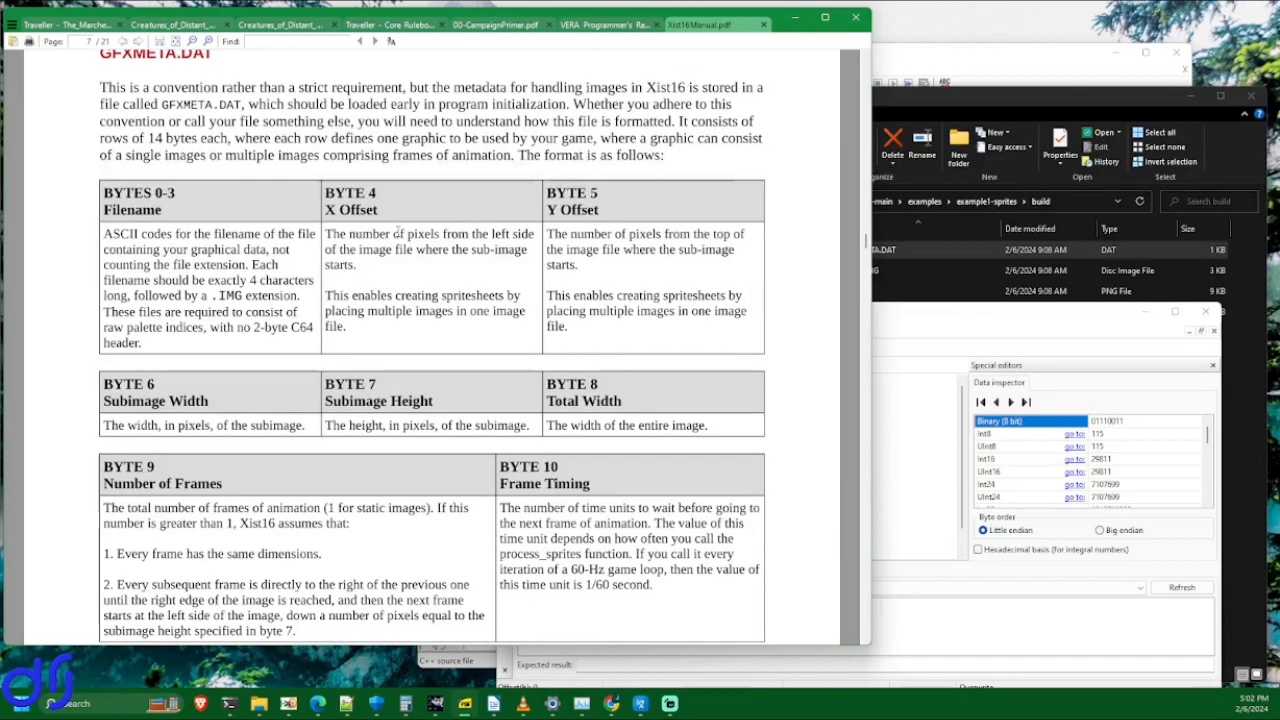 Traveller - The_Marche...
Creatures_of_Distant_...
Creatures_of_Distant_...
Traveller - Core Rulebo...
00-CampaignPrimer.pdf
VERA Programmer's Re...
Xist16Manual.pdf
Page:
7 / 21
Find:
GFXMETA.DAT
This is a convention rather than a strict requirement, but the metadata for handling images in Xist16 is stored in a
file called GFXMETA.DAT, which should be loaded early in program initialization. Whether you adhere to this
convention or call your file something else, you will need to understand how this file is formatted. It consists of
rows of 14 bytes each, where each row defines one graphic to be used by your game, where a graphic can consist
of a single images or multiple images comprising frames of animation. The format is as follows:
BYTES 0-3
Filename
ASCII codes for the filename of the file
containing your graphical data, not
counting the file extension. Each
filename should be exactly 4 characters
long, followed by a .IMG extension.
These files are required to consist of
raw palette indices, with no 2-byte C64
header.
BYTE 4
X Offset
The number of pixels from the left side
of the image file where the sub-image
starts.
This enables creating spritesheets by
placing multiple images in one image
file.
BYTE 5
Y Offset
The number of pixels from the top of
the image file where the sub-image
starts.
This enables creating spritesheets by
placing multiple images in one image
file.
BYTE 6
Subimage Width
The width, in pixels, of the subimage.
BYTE 7
Subimage Height
The height, in pixels, of the subimage.
BYTE 8
Total Width
The width of the entire image.
BYTE 9
Number of Frames
The total number of frames of animation (1 for static images). If this
number is greater than 1, Xist16 assumes that:
1. Every frame has the same dimensions.
2. Every subsequent frame is directly to the right of the previous one
until the right edge of the image is reached, and then the next frame
starts at the left side of the image, down a number of pixels equal to the
subimage height specified in byte 7.
BYTE 10
Frame Timing
The number of time units to wait before going to
the next frame of animation. The value of this
time unit depends on how often you call the
process_sprites function. If you call it every
iteration of a 60-Hz game loop, then the value of
this time unit is 1/60 second.
Delete
Rename
New
folder
New
Easy access
Properties
Open
Edit
History
Select all
Select none
Invert selection
New
Open
Select
-main
examples
example1-sprites
build
Search build
Date modified
Type
Size
TA.DAT
2/6/2024 9:08 AM
DAT
1 KB
2/6/2024 9:08 AM
Disc Image File
3 KB
2/6/2024 9:08 AM
PNG File
9 KB
Special editors
Data inspector
Binary (8 bit)
01110011
Int8
go to:
115
UInt8
go to:
115
Int16
go to:
29811
UInt16
go to:
29811
Int24
go to:
7107699
UInt24
go to:
7107699
Byte order
Little endian
Big endian
Hexadecimal basis (for integral numbers)
Refresh
Expected result:
C++ source file
Overwrite
Search
5:02 PM
2/6/2024